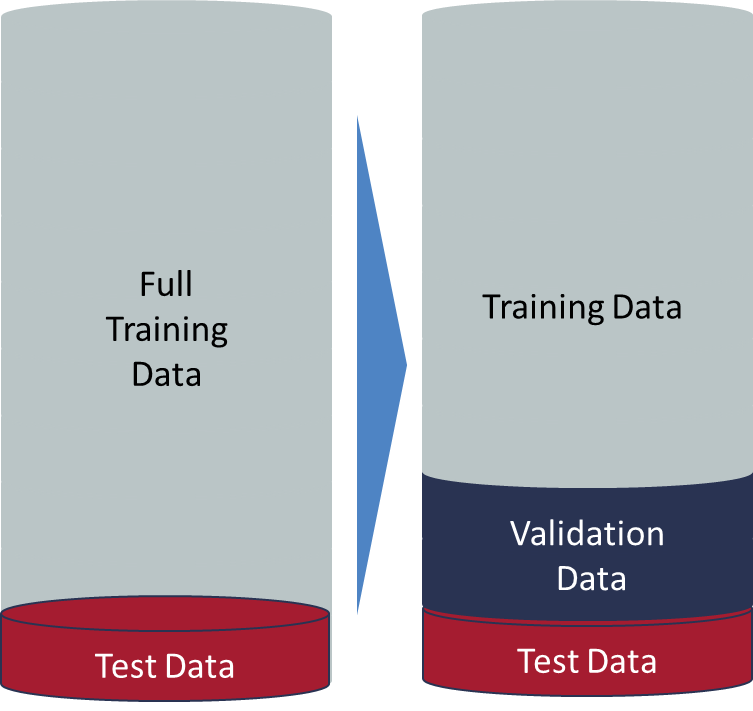 Full
Training
Data
Test Data
Training Data
Validation
Data
Test Data